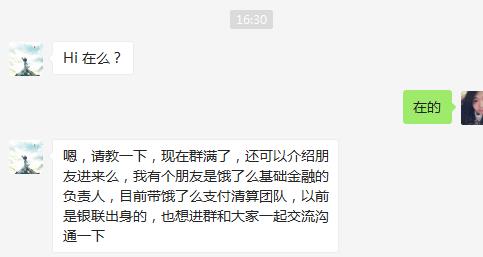 16:30
Hi 在么？
在的
嗯，请教一下，现在群满了，还可以介绍朋
友进来么，我有个朋友是饿了么基础金融的
负责人，目前带饿了么支付清算团队，以前
是银联出身的，也想进群和大家一起交流沟
通一下